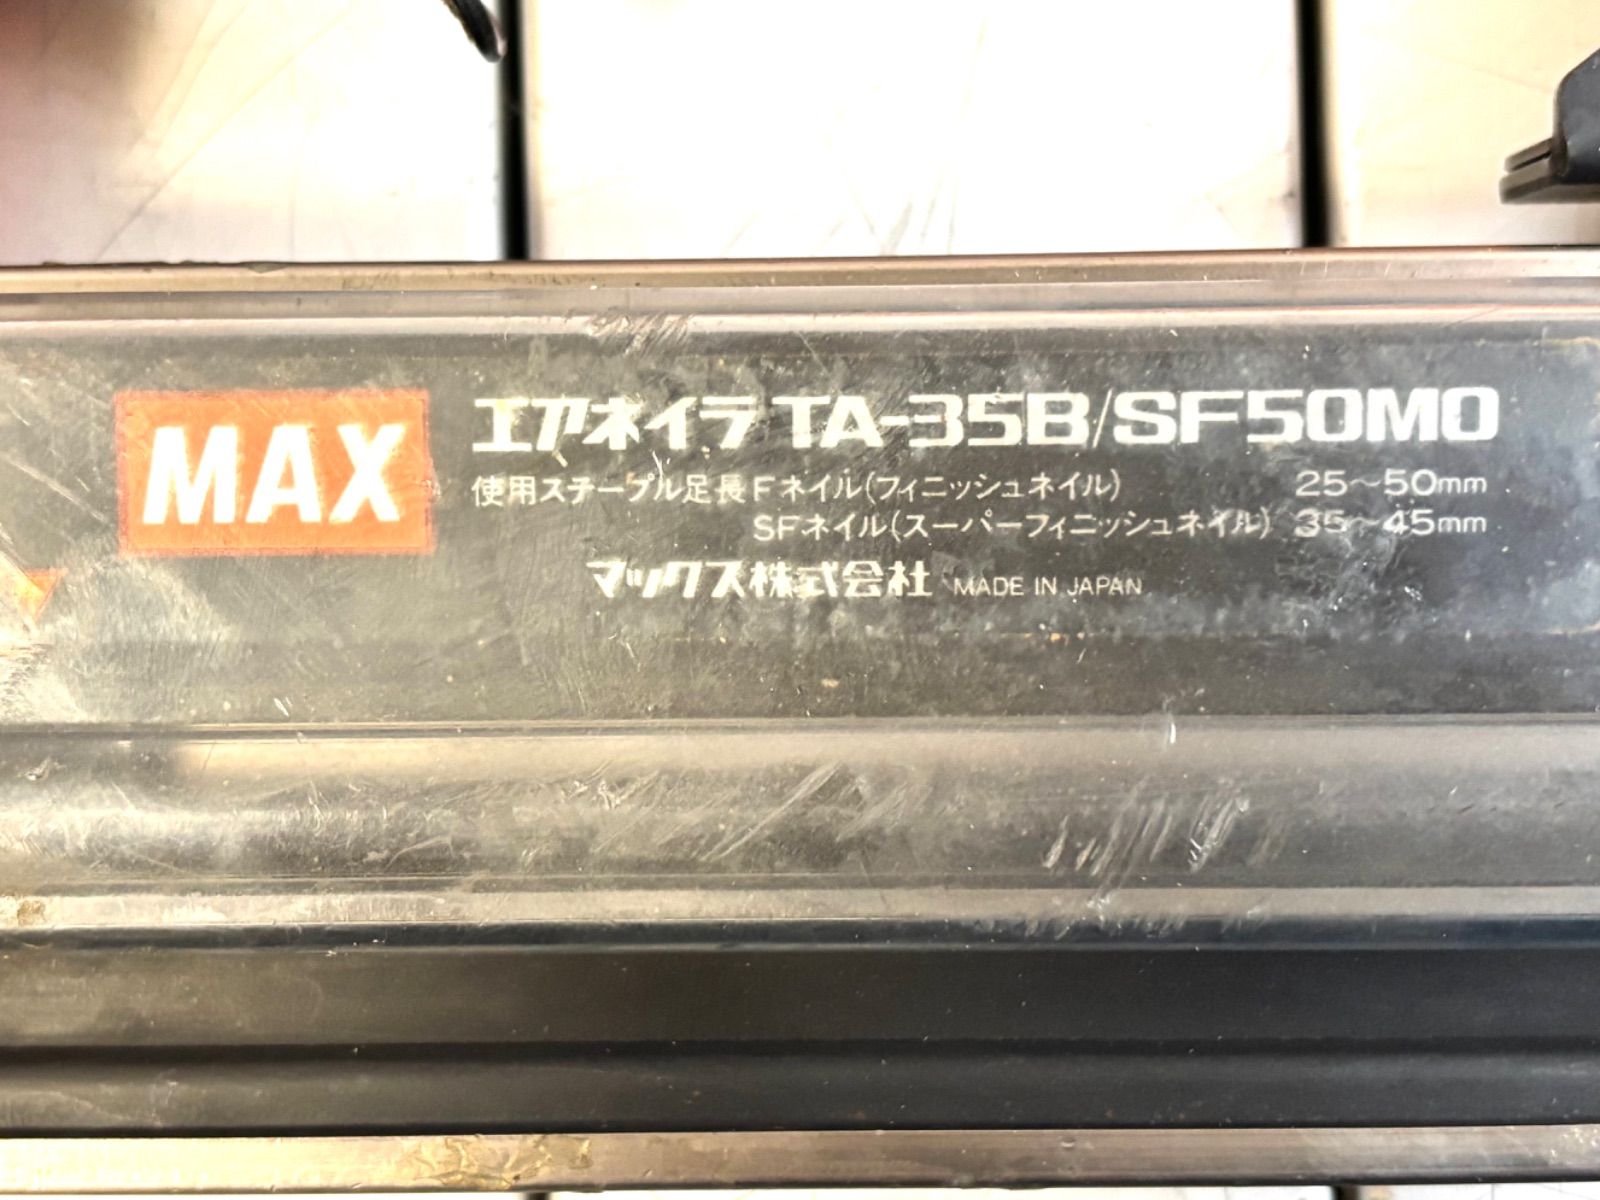 MAX
エアネイラ TA-35B/SF50MO
使用ステープル足長Fネイル(フィニッシュネイル) 25～50mm
SFネイル(スーパーフィニッシュネイル) 35～45mm
マックス株式会社 MADE IN JAPAN